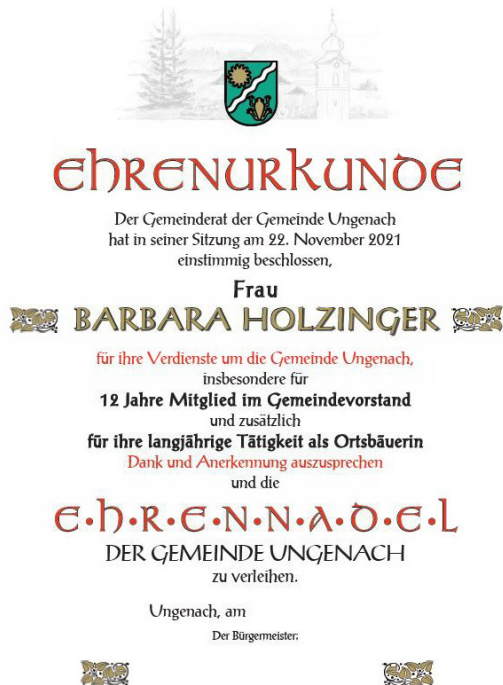 EHRENURKUNDE
Der Gemeinderat der Gemeinde Ungenach
hat in seiner Sitzung am 22. November 2021
einstimmig beschlossen,
Frau
BARBARA HOLZINGER
für ihre Verdienste um die Gemeinde Ungenach,
insbesondere für
12 Jahre Mitglied im Gemeindevorstand
und zusätzlich
für ihre langjährige Tätigkeit als Ortsbäuerin
Dank und Anerkennung auszusprechen
und die
E·H·R·E·N·N·A·D·E·L
DER GEMEINDE UNGENACH
zu verleihen.
Ungenach, am
Der Bürgermeister: